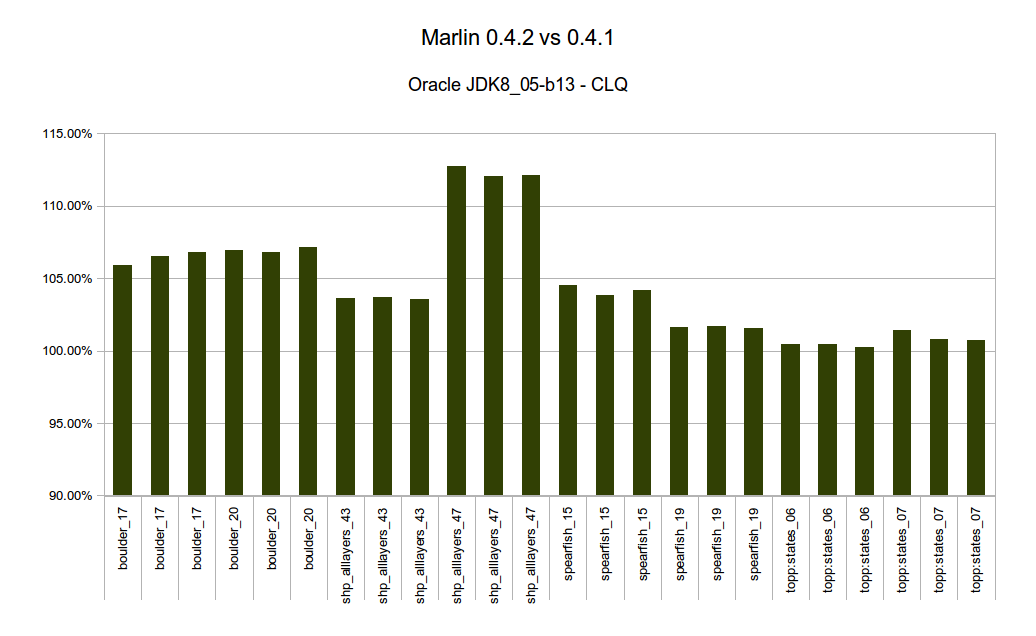 Marlin 0.4.2 vs 0.4.1
Oracle JDK8_05-b13 - CLQ
115.00%
110.00%
105.00%
100.00%
95.00%
90.00%
boulder_17
boulder_17
boulder_17
boulder_20
boulder_20
boulder_20
shp_alllayers_43
shp_alllayers_43
shp_alllayers_43
shp_alllayers_47
shp_alllayers_47
shp_alllayers_47
spearfish_15
spearfish_15
spearfish_15
spearfish_19
spearfish_19
spearfish_19
topp:states_06
topp:states_06
topp:states_06
topp:states_07
topp:states_07
topp:states_07